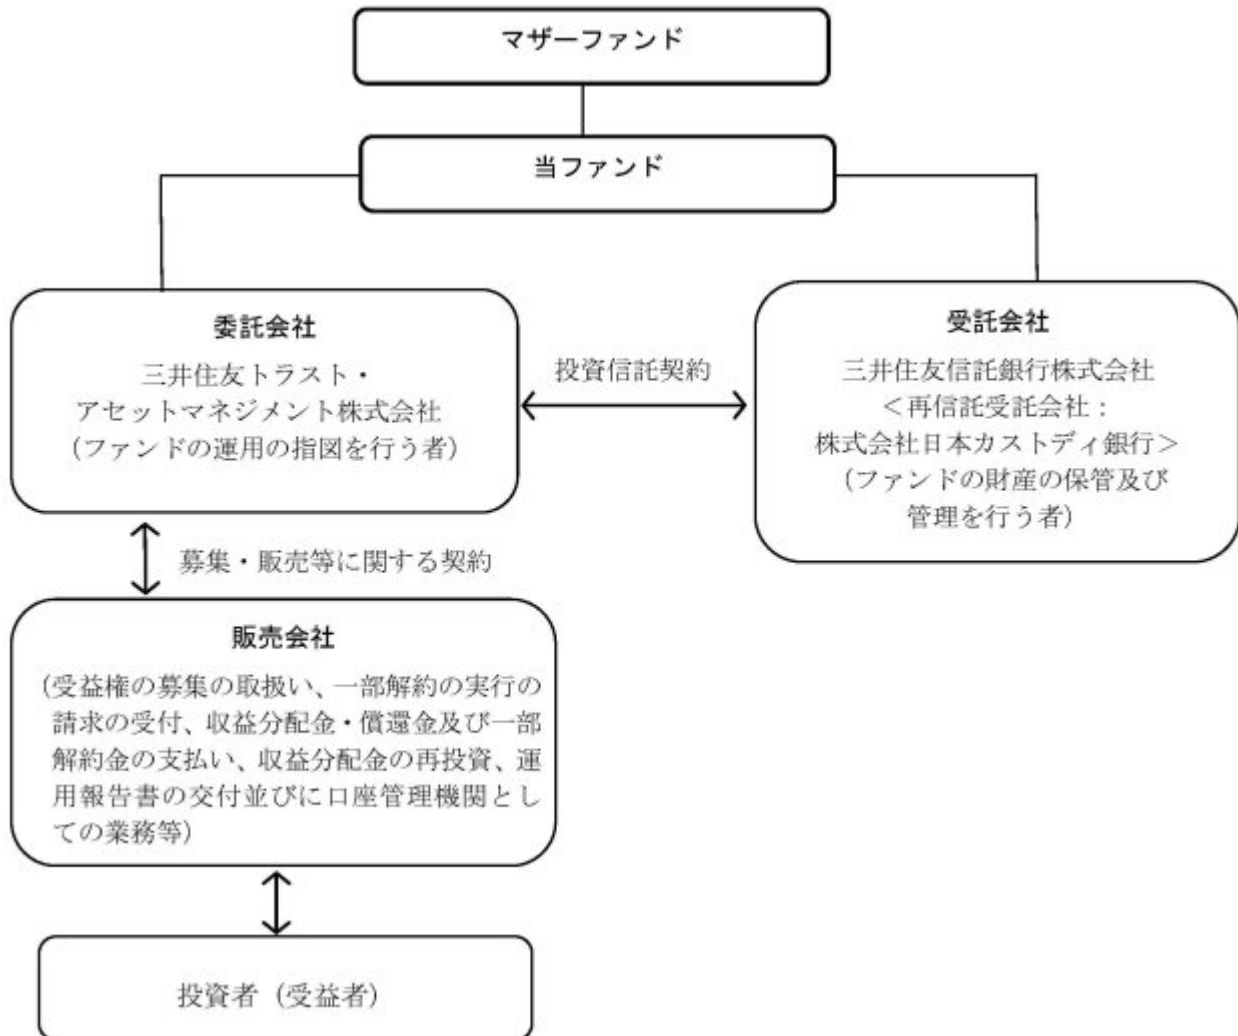 マザーファンド
当ファンド
委託会社
三井住友トラスト・
アセットマネジメント株式会社
（ファンドの運用の指図を行う者）
投資信託契約
受託会社
三井住友信託銀行株式会社
＜再信託受託会社：
株式会社日本カストディ銀行＞
（ファンドの財産の保管及び
管理を行う者）
募集・販売等に関する契約
販売会社
（受益権の募集の取扱い、一部解約の実行の
請求の受付、収益分配金・償還金及び一部
解約金の支払い、収益分配金の再投資、運
用報告書の交付並びに口座管理機関とし
ての業務等）
投資者（受益者）